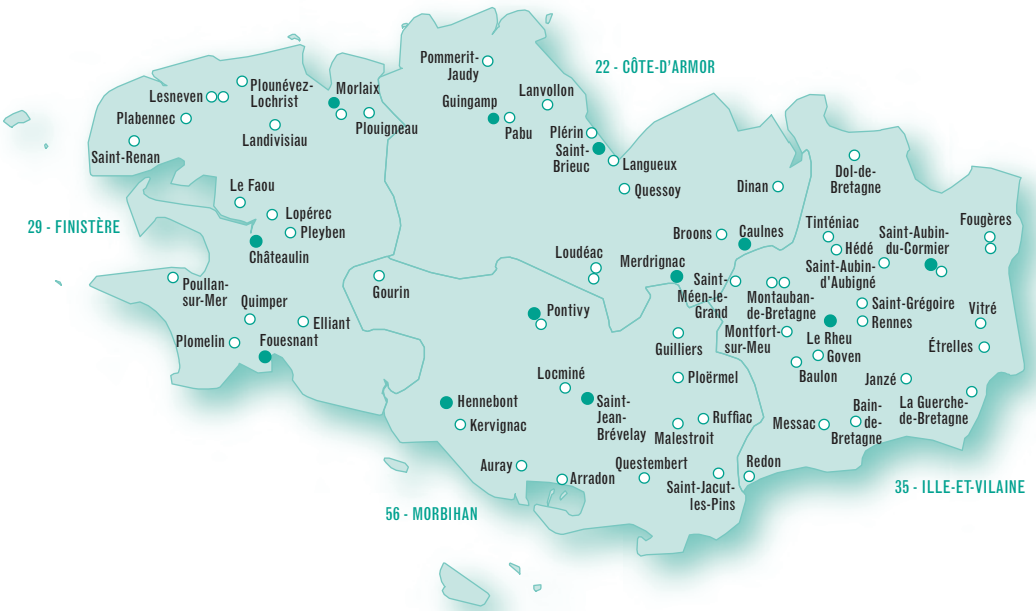 22 - CÔTE-D'ARMOR
Pommerit-
Jaudy
Lanvollon
Guingamp
Pabu
Plérin
Saint-
Brieuc
Langueux
Quessoy
Dinan
Broons
Caulnes
Loudéac
Merdrignac
29 - FINISTÈRE
Plounévez-
Lochrist
Morlaix
Lesneven
Plabennec
Plouigneau
Landivisiau
Saint-Renan
Le Faou
Lopérec
Pleyben
Châteaulin
Poullan-
sur-Mer
Quimper
Elliant
Plomelin
Fouesnant
56 - MORBIHAN
Gourin
Pontivy
Guilliers
Locminé
Ploërmel
Hennebont
Saint-
Jean-
Brévelay
Kervignac
Ruffiac
Malestroit
Auray
Arradon
Questembert
Saint-Jacut-
les-Pins
35 - ILLE-ET-VILAINE
Dol-de-
Bretagne
Tinténiac
Hédé
Saint-Aubin-
du-Cormier
Fougères
Saint-Aubin-
d'Aubigné
Saint-
Méen-le-
Grand
Montauban-
de-Bretagne
Saint-Grégoire
Rennes
Vitré
Montfort-
sur-Meu
Le Rheu
Goven
Étrelles
Baulon
Janzé
La Guerche-
de-Bretagne
Messac
Bain-
de-
Bretagne
Redon